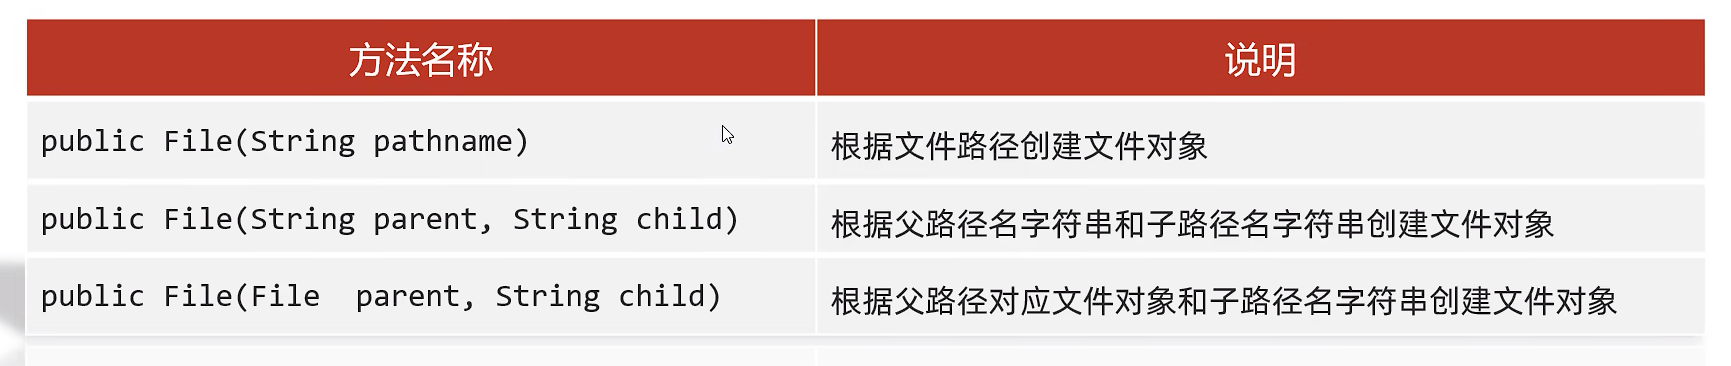 方法名称 说明
public File(String pathname) 根据文件路径创建文件对象
public File(String parent, String child) 根据父路径名字符串和子路径名字符串创建文件对象
public File(File  parent, String child) 根据父路径对应文件对象和子路径名字符串创建文件对象